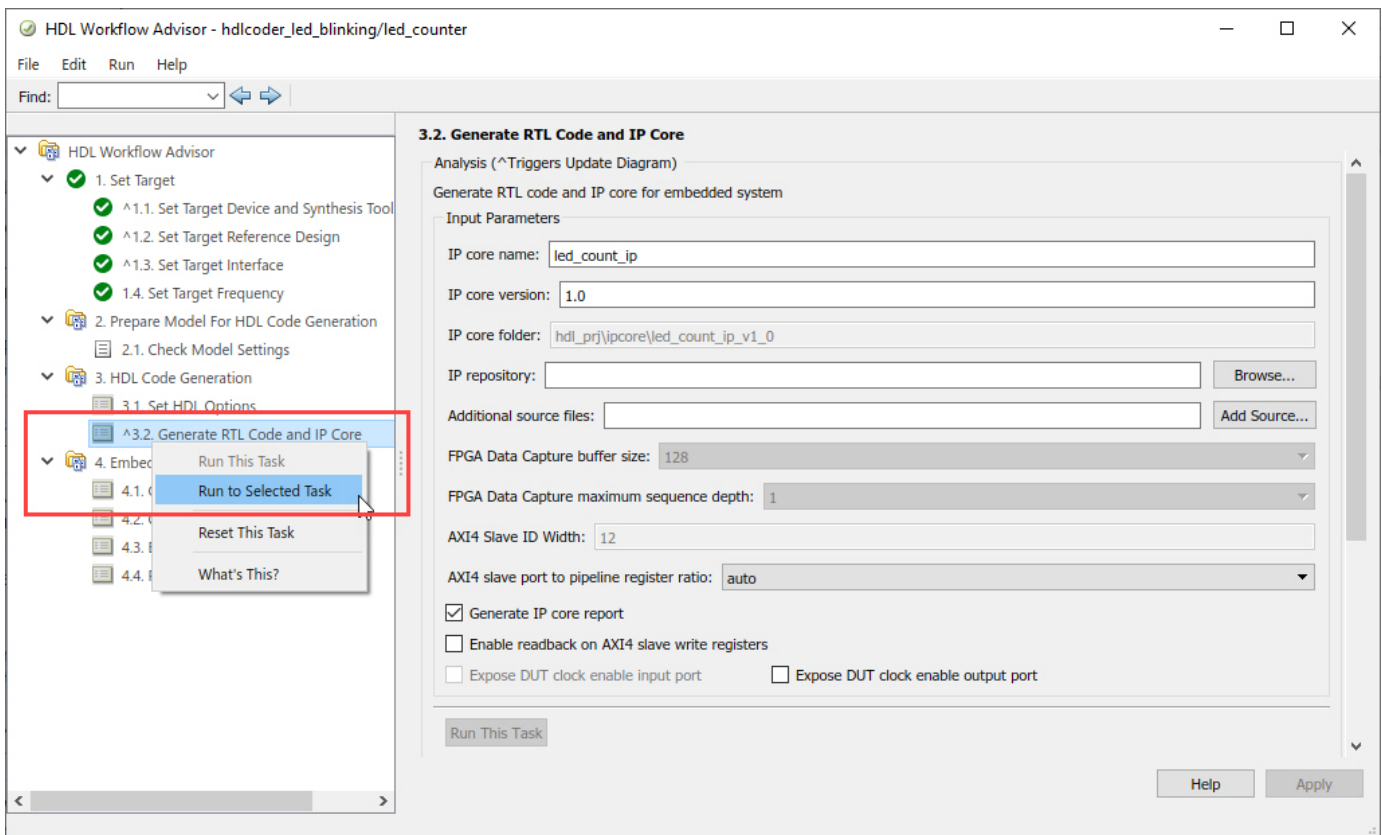 HDL Workflow Advisor - hdlcoder_led_blinking/led_counter
File Edit Run Help
Find:
HDL Workflow Advisor
1. Set Target
^1.1. Set Target Device and Synthesis Tool
^1.2. Set Target Reference Design
^1.3. Set Target Interface
1.4. Set Target Frequency
2. Prepare Model For HDL Code Generation
2.1. Check Model Settings
3. HDL Code Generation
3.1. Set HDL Options
^3.2. Generate RTL Code and IP Core
4. Embed
4.1.
4.2.
4.3.
4.4.
Run This Task
Run to Selected Task
Reset This Task
What's This?
3.2. Generate RTL Code and IP Core
Analysis (^Triggers Update Diagram)
Generate RTL code and IP core for embedded system
Input Parameters
IP core name: led_count_ip
IP core version: 1.0
IP core folder: hdl_prj\ipcore\led_count_ip_v1_0
IP repository: Browse...
Additional source files: Add Source...
FPGA Data Capture buffer size: 128
FPGA Data Capture maximum sequence depth: 1
AXI4 Slave ID Width: 12
AXI4 slave port to pipeline register ratio: auto
Generate IP core report
Enable readback on AXI4 slave write registers
Expose DUT clock enable input port Expose DUT clock enable output port
Run This Task
Help Apply